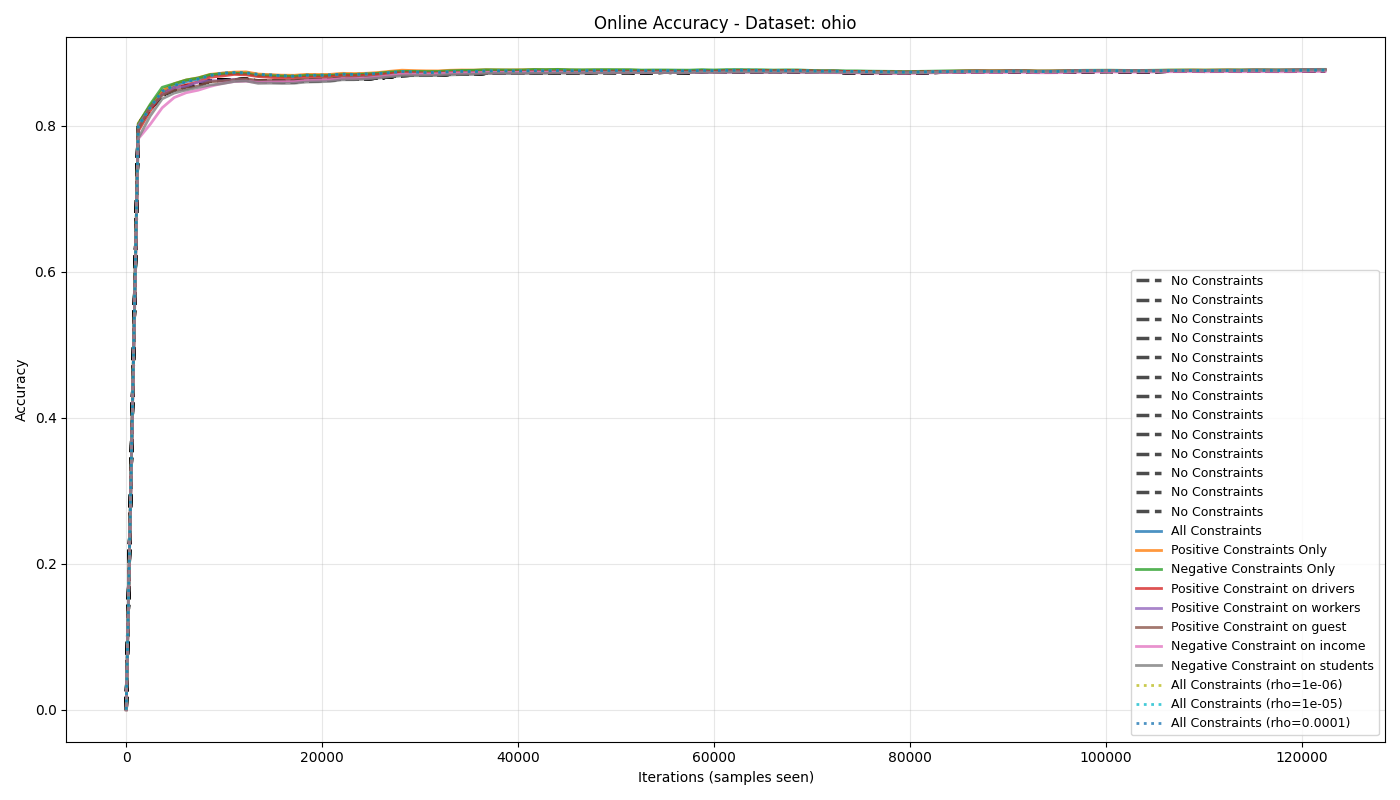 Online Accuracy - Dataset: ohio
Accuracy
0.8
0.6
0.4
0.2
0.0
No Constraints
No Constraints
No Constraints
No Constraints
No Constraints
No Constraints
No Constraints
No Constraints
No Constraints
No Constraints
No Constraints
No Constraints
No Constraints
All Constraints
Positive Constraints Only
Negative Constraints Only
Positive Constraint on drivers
Positive Constraint on workers
Positive Constraint on guest
Negative Constraint on income
Negative Constraint on students
All Constraints (rho=1e-06)
All Constraints (rho=1e-05)
All Constraints (rho=0.0001)
0 20000 40000 60000 80000 100000 120000
Iterations (samples seen)